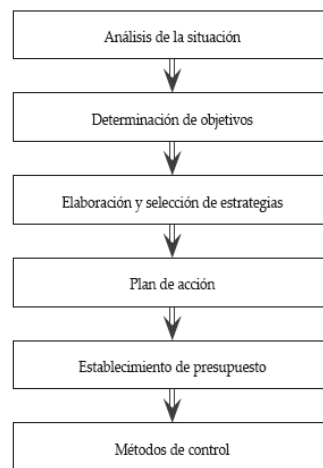 Análisis de la situación
Determinación de objetivos
Elaboración y selección de estrategias
Plan de acción
Establecimiento de presupuesto
Métodos de control